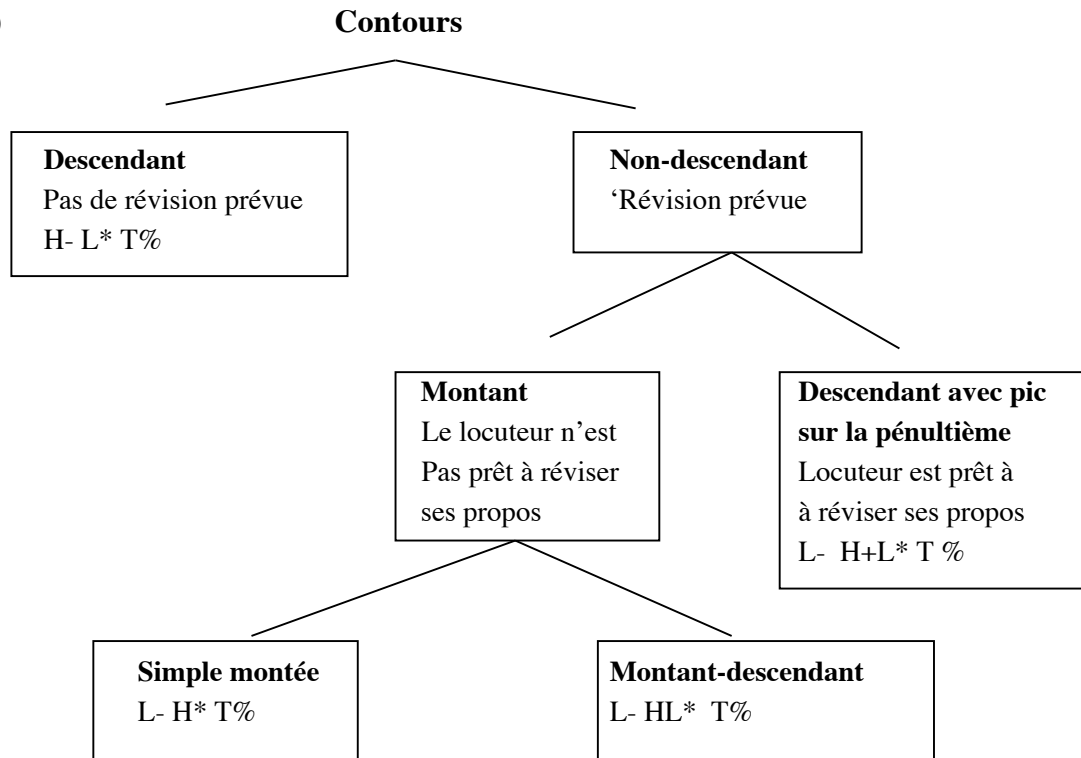 )
Contours
Descendant
Pas de révision prévue
H- L* T%
Non-descendant
‘Révision prévue
Montant
Le locuteur n’est
Pas prêt à réviser
ses propos
Descendant avec pic
sur la pénultième
Locuteur est prêt à
à réviser ses propos
L- H+L* T %
Simple montée
L- H* T%
Montant-descendant
L- HL* T%